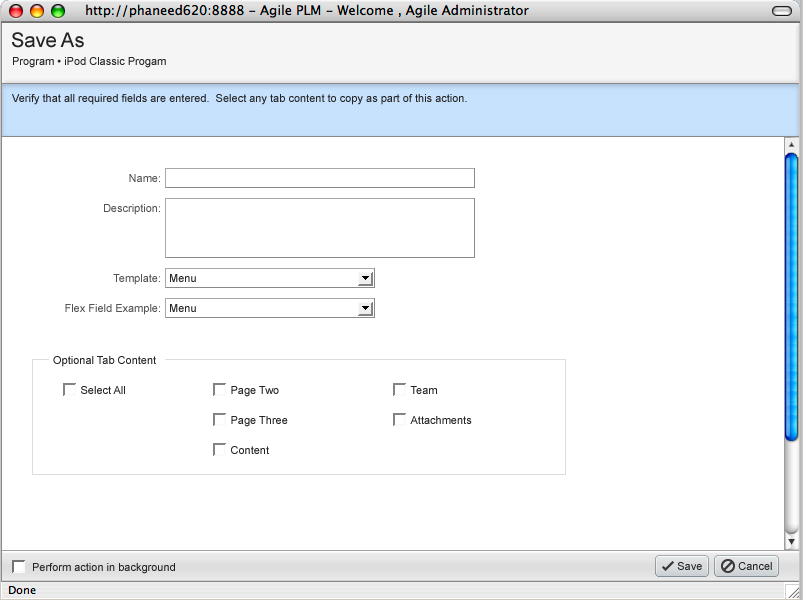 http://phaneed620:8888 – Agile PLM – Welcome , Agile Administrator
Save As
Program • iPod Classic Progam
Verify that all required fields are entered.  Select any tab content to copy as part of this action.
Name:
Description:
Template: Menu
Flex Field Example: Menu
Optional Tab Content
Select All Page Two Team
Page Three Attachments
Content
Perform action in background Save Cancel
Done